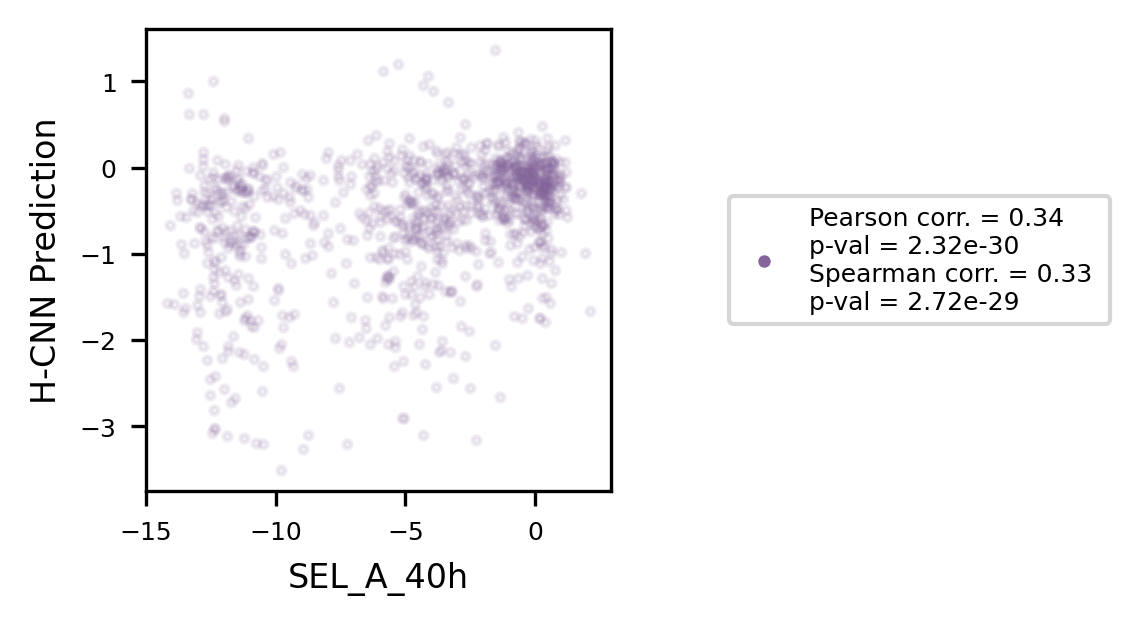 1
0
−1
−2
−3
H-CNN Prediction
−15
−10
−5
0
SEL_A_40h
Pearson corr. = 0.34
p-val = 2.32e-30
Spearman corr. = 0.33
p-val = 2.72e-29